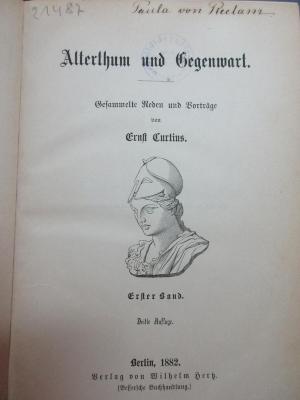 21487
Paula von Reclam
Alterthum und Gegenwart.
Gesammelte Reden und Vorträge
von
Ernst Curtius.
Erster Band.
Dritte Auflage.
Berlin, 1882.
Verlag von Wilhelm Hertz.
(Bessersche Buchhandlung.)